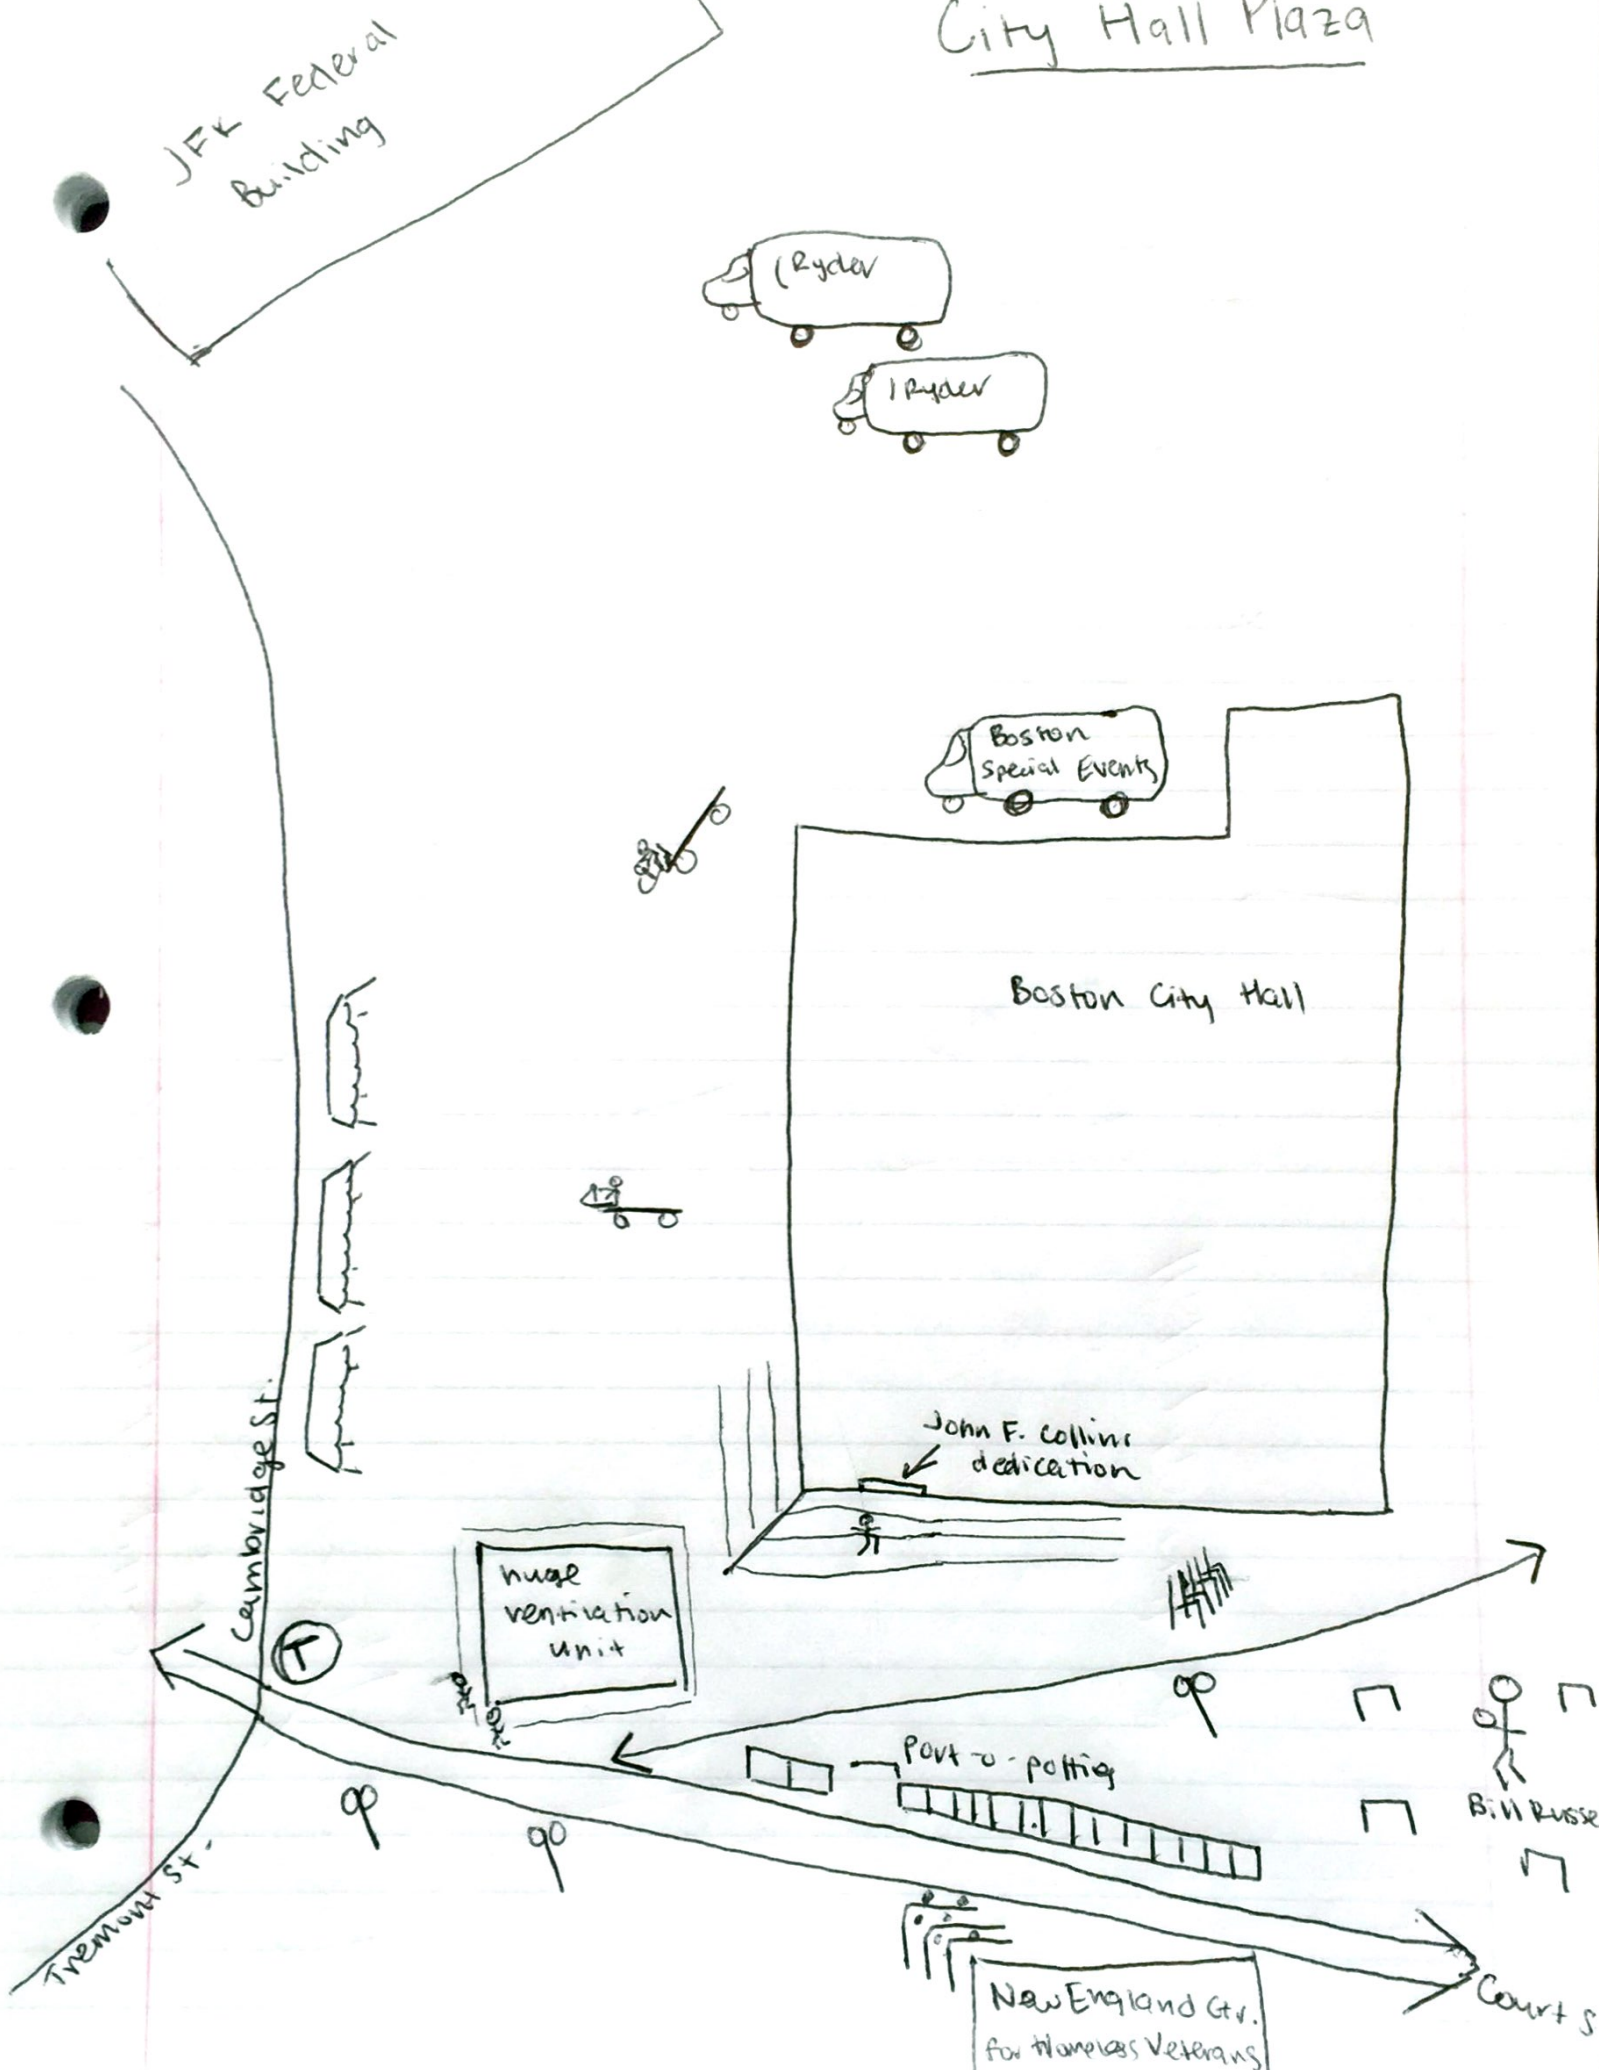 City Hall Plaza
JFK Federal
Building
Ryder
Ryder
Boston
Special Events
Boston City Hall
John F. Collins
dedication
Cambridge St.
huge
ventilation
unit
T
Port-o-potties
Bill Russe
Tremont St.
Court S
New England Ctr.
for Homeless Veterans